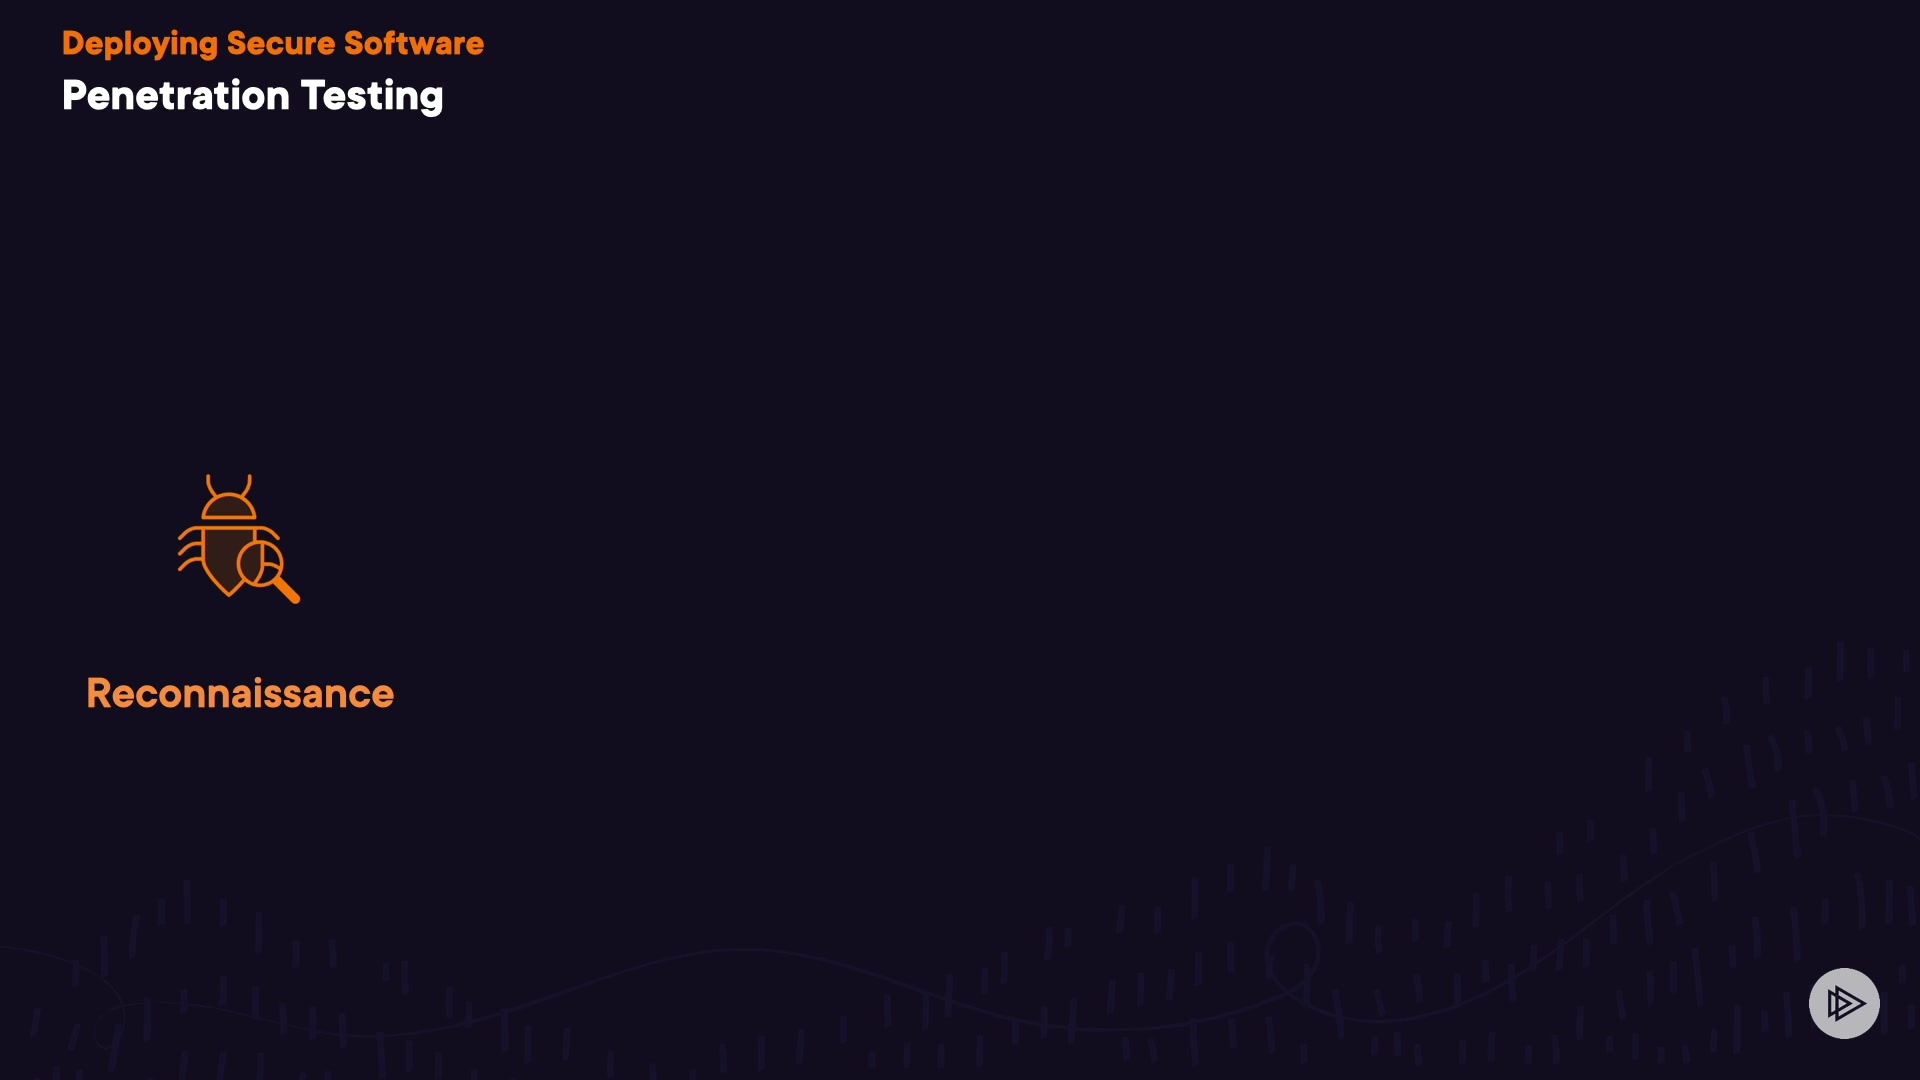 Deploying Secure Software
Penetration Testing
Reconnaissance